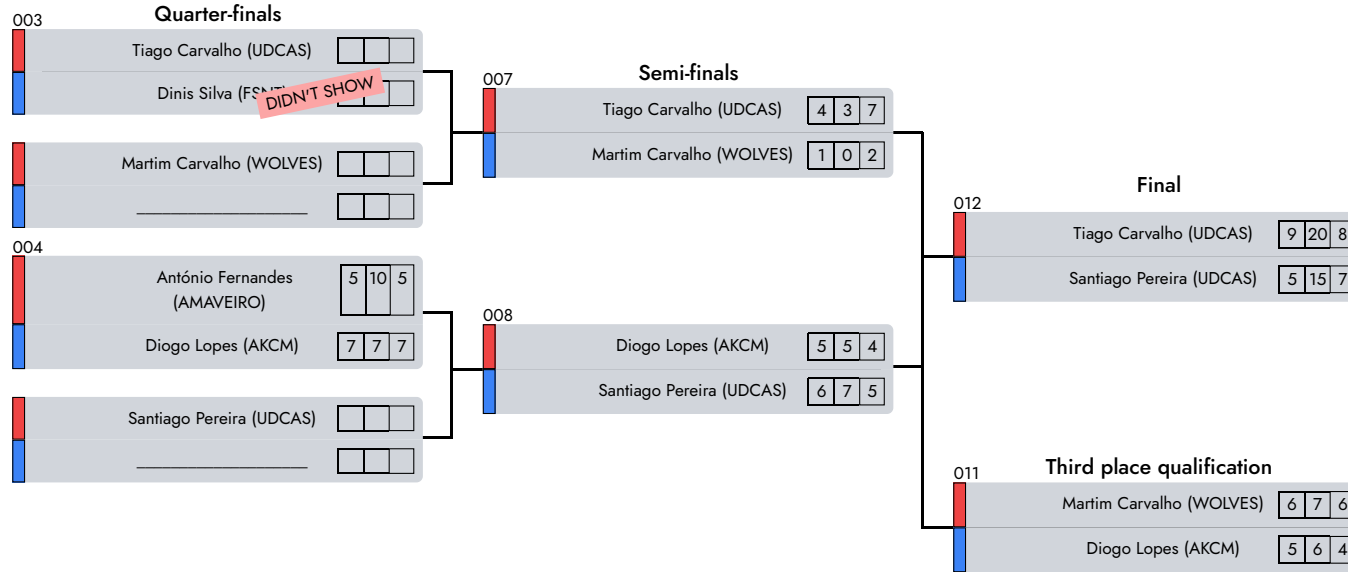 Quarter-finals
003
Tiago Carvalho (UDCAS)
Dinis Silva (FSNT)
DIDN'T SHOW
Martim Carvalho (WOLVES)
____________________
004
António Fernandes
(AMAVEIRO)
5 10 5
Diogo Lopes (AKCM) 7 7 7
Santiago Pereira (UDCAS)
____________________
Semi-finals
007
Tiago Carvalho (UDCAS) 4 3 7
Martim Carvalho (WOLVES) 1 0 2
008
Diogo Lopes (AKCM) 5 5 4
Santiago Pereira (UDCAS) 6 7 5
Final
012
Tiago Carvalho (UDCAS) 9 20 8
Santiago Pereira (UDCAS) 5 15 7
Third place qualification
011
Martim Carvalho (WOLVES) 6 7 6
Diogo Lopes (AKCM) 5 6 4